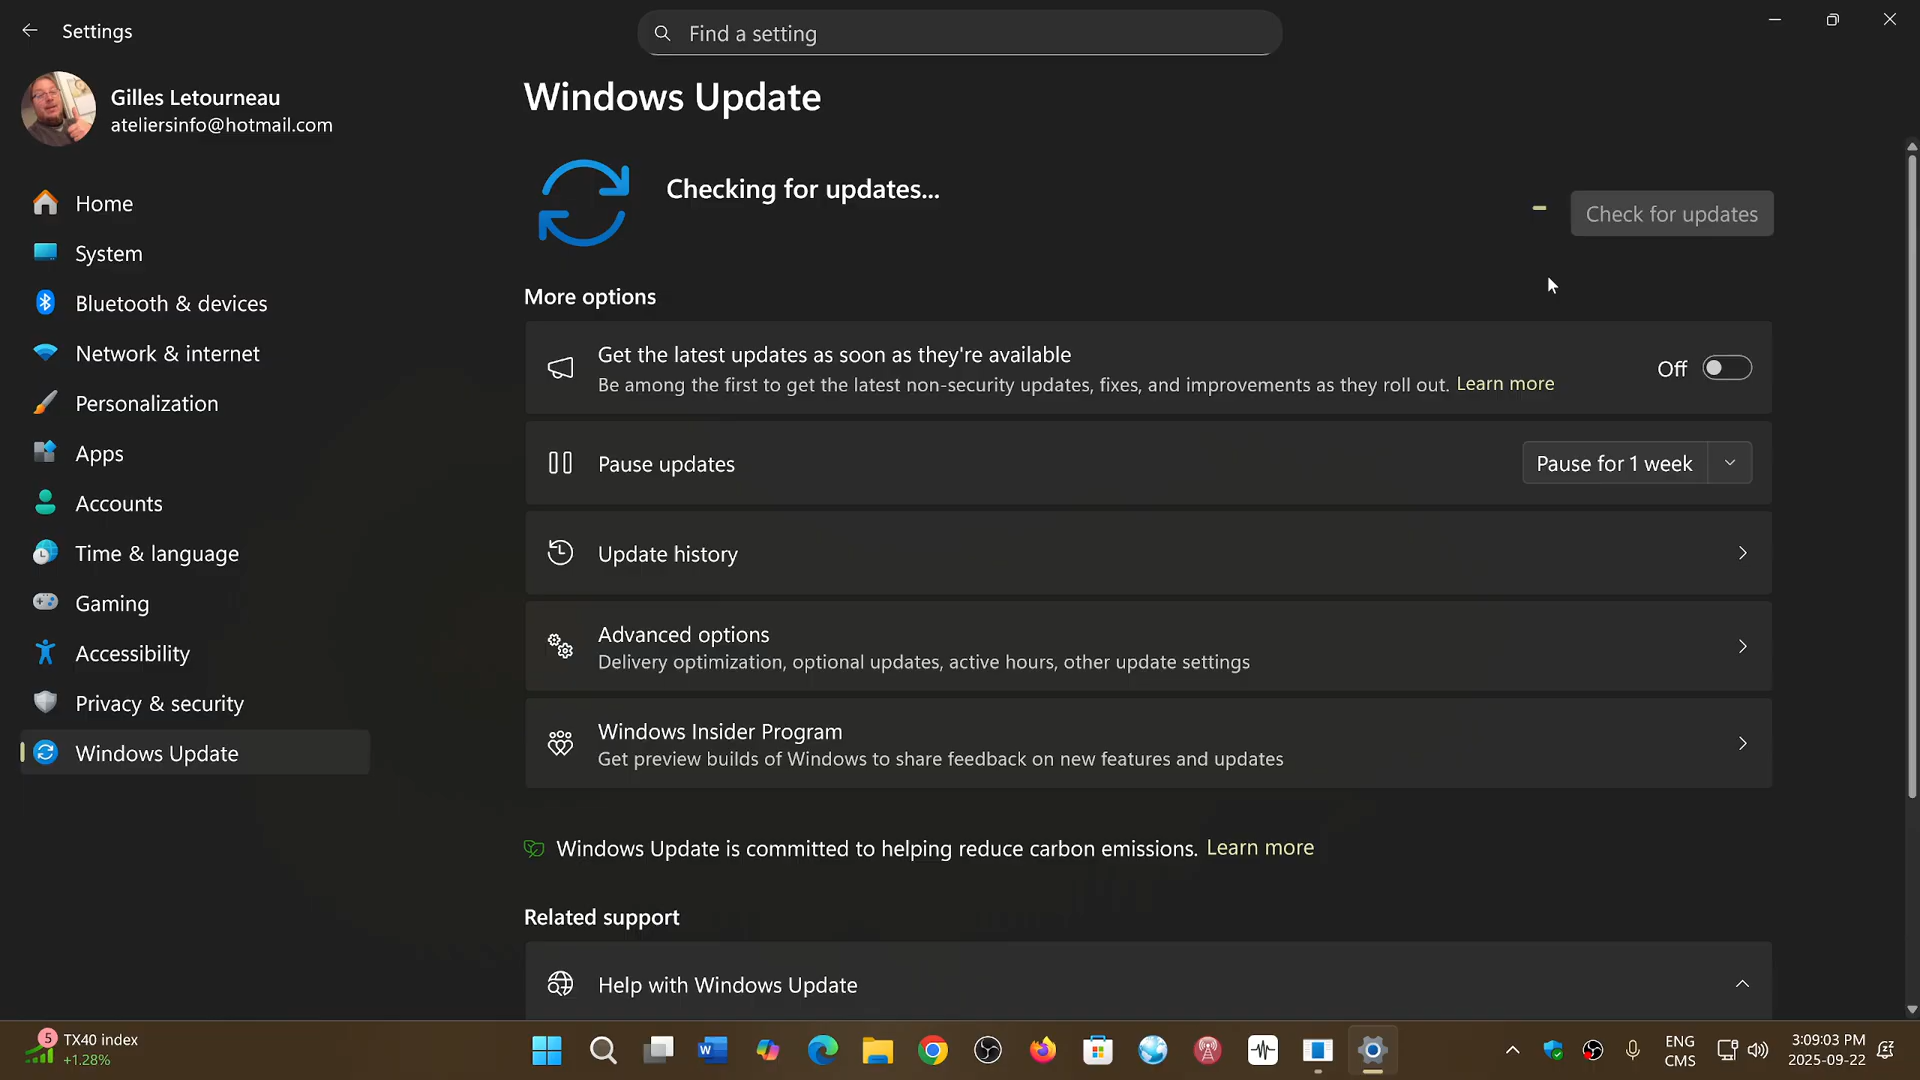 Settings
Find a setting
Gilles Letourneau
ateliersinfo@hotmail.com
Home
System
Bluetooth & devices
Network & internet
Personalization
Apps
Accounts
Time & language
Gaming
Accessibility
Privacy & security
Windows Update
Windows Update
Checking for updates...
Check for updates
More options
Get the latest updates as soon as they're available
Be among the first to get the latest non-security updates, fixes, and improvements as they roll out. Learn more
Off
Pause updates
Pause for 1 week
Update history
Advanced options
Delivery optimization, optional updates, active hours, other update settings
Windows Insider Program
Get preview builds of Windows to share feedback on new features and updates
Windows Update is committed to helping reduce carbon emissions. Learn more
Related support
Help with Windows Update
5
TX40 index
+1.28%
W
ENG
CMS
3:09:03 PM
2025-09-22